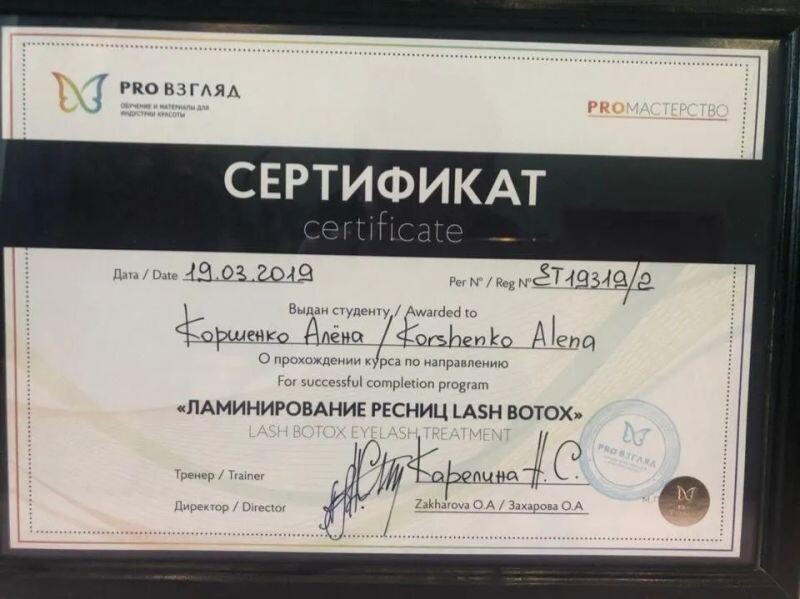 PRO ВЗГЛЯД
ОБУЧЕНИЕ И МАТЕРИАЛЫ ДЛЯ
ИНДУСТРИИ КРАСОТЫ
PROМАСТЕРСТВО
СЕРТИФИКАТ
certificate
Дата / Date 19.03.2019
Рег N° / Reg N° ET19319/2
Выдан студенту / Awarded to
Коршенко Алёна / Korshenko Alena
О прохождении курса по направлению
For successful completion program
«ЛАМИНИРОВАНИЕ РЕСНИЦ LASH BOTOX»
LASH BOTOX EYELASH TREATMENT
Тренер / Trainer
Карелина Н.С.
Директор / Director
Zakharova O.A / Захарова О.А
PRO ВЗГЛЯД